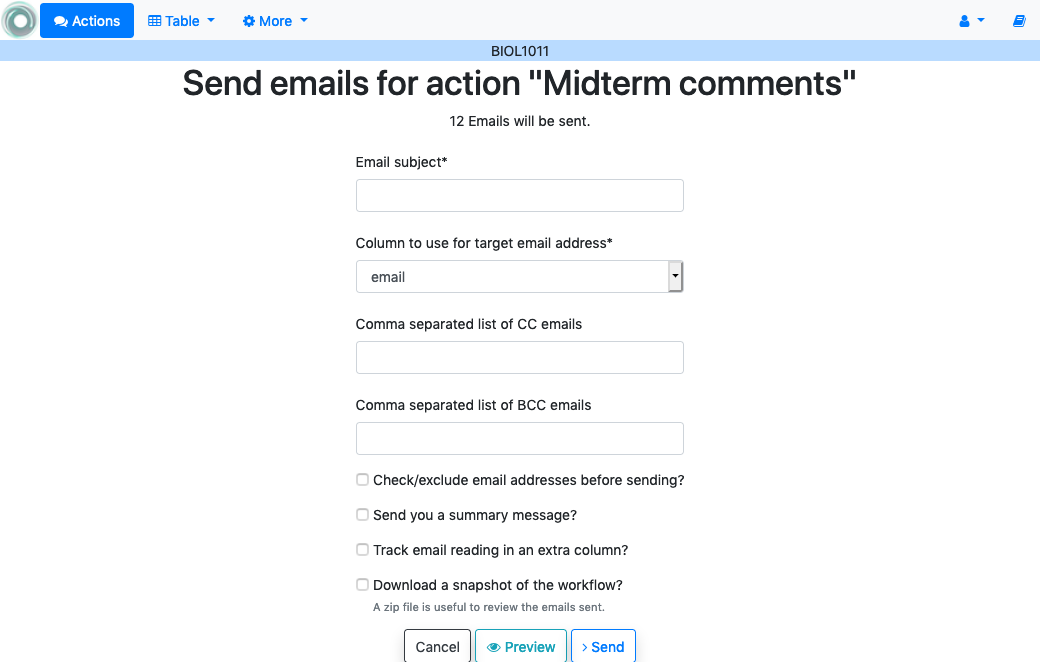 Actions Table More
BIOL1011
Send emails for action "Midterm comments"
12 Emails will be sent.
Email subject*
Column to use for target email address*
email
Comma separated list of CC emails
Comma separated list of BCC emails
Check/exclude email addresses before sending?
Send you a summary message?
Track email reading in an extra column?
Download a snapshot of the workflow?
A zip file is useful to review the emails sent.
Cancel Preview Send